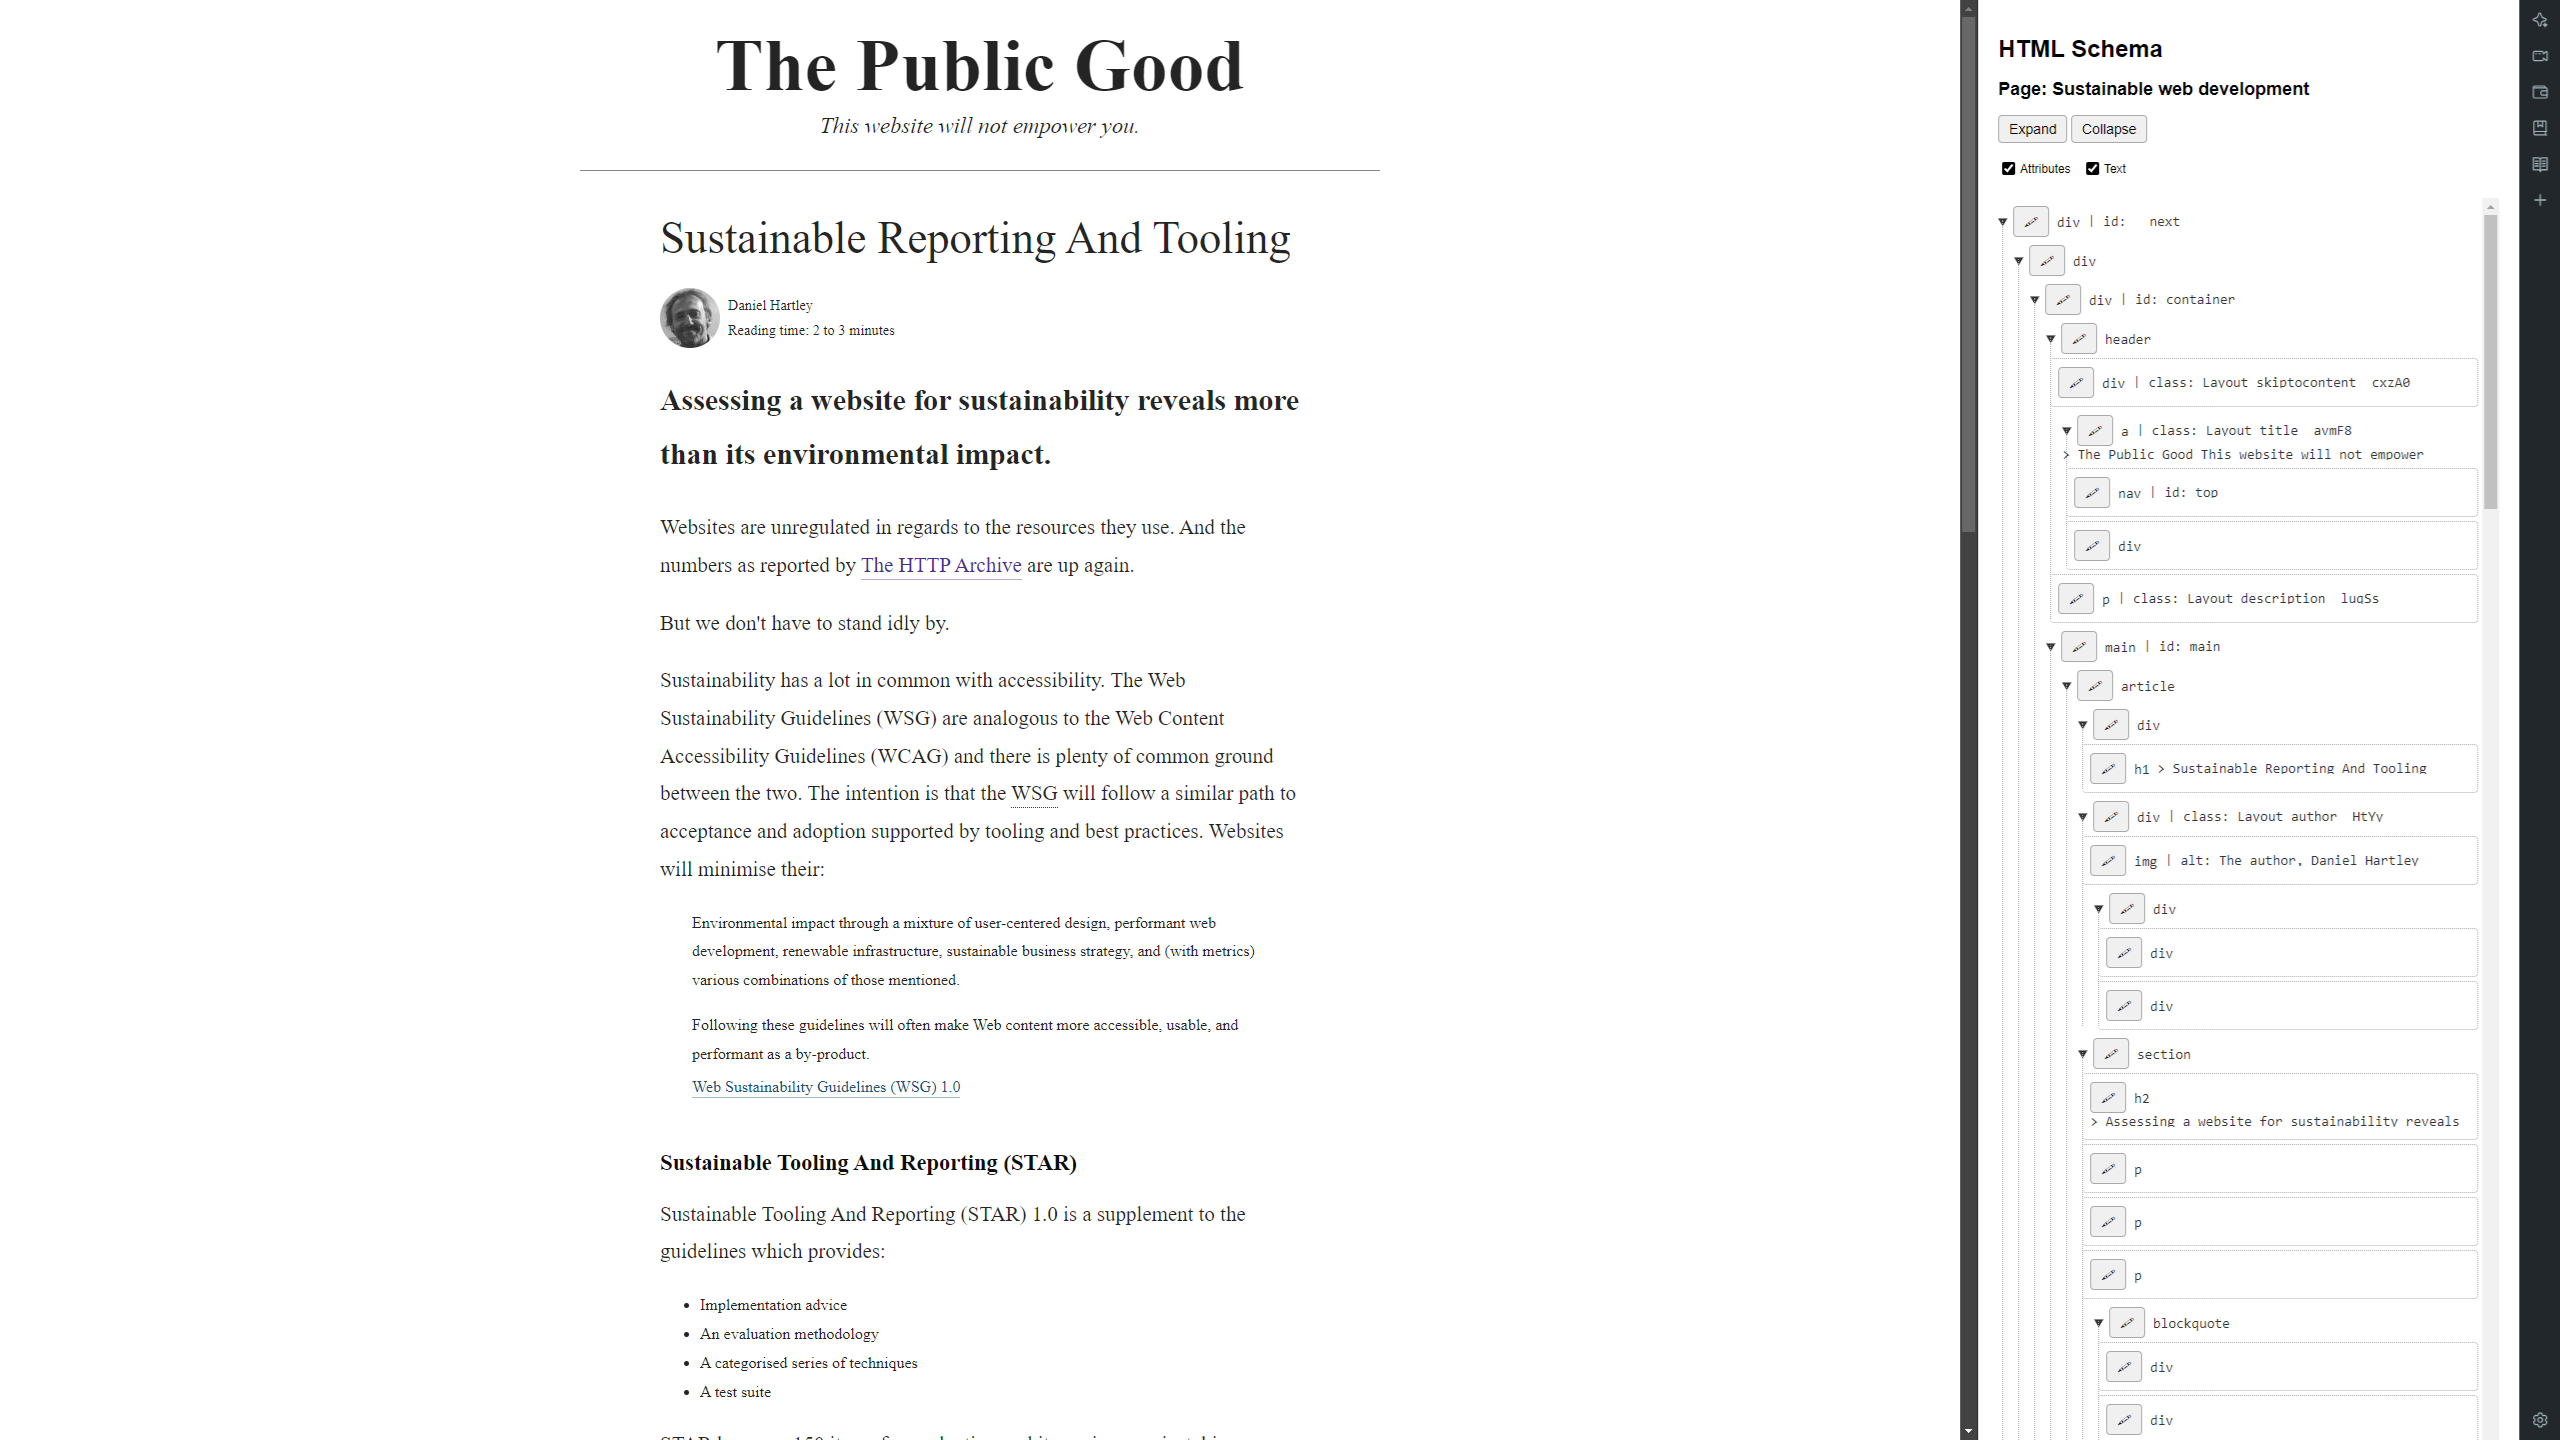 The Public Good
This website will not empower you.
Sustainable Reporting And Tooling
Daniel Hartley
Reading time: 2 to 3 minutes
Assessing a website for sustainability reveals more
than its environmental impact.
Websites are unregulated in regards to the resources they use. And the
numbers as reported by The HTTP Archive are up again.
But we don't have to stand idly by.
Sustainability has a lot in common with accessibility. The Web
Sustainability Guidelines (WSG) are analogous to the Web Content
Accessibility Guidelines (WCAG) and there is plenty of common ground
between the two. The intention is that the WSG will follow a similar path to
acceptance and adoption supported by tooling and best practices. Websites
will minimise their:
Environmental impact through a mixture of user-centered design, performant web
development, renewable infrastructure, sustainable business strategy, and (with metrics)
various combinations of those mentioned.
Following these guidelines will often make Web content more accessible, usable, and
performant as a by-product.
Web Sustainability Guidelines (WSG) 1.0
Sustainable Tooling And Reporting (STAR)
Sustainable Tooling And Reporting (STAR) 1.0 is a supplement to the
guidelines which provides:
• Implementation advice
• An evaluation methodology
• A categorised series of techniques
• A test suite
HTML Schema
Page: Sustainable web development
Expand Collapse
Attributes Text
div | id: next
div
div | id: container
header
div | class: Layout skiptocontent cxzA0
a | class: Layout title avmF8
> The Public Good This website will not empower
nav | id: top
div
p | class: Layout description luqSs
main | id: main
article
div
h1 > Sustainable Reporting And Tooling
div | class: Layout author HtYv
img | alt: The author, Daniel Hartley
div
div
div
section
h2
> Assessing a website for sustainability reveals
p
p
p
blockquote
div
div